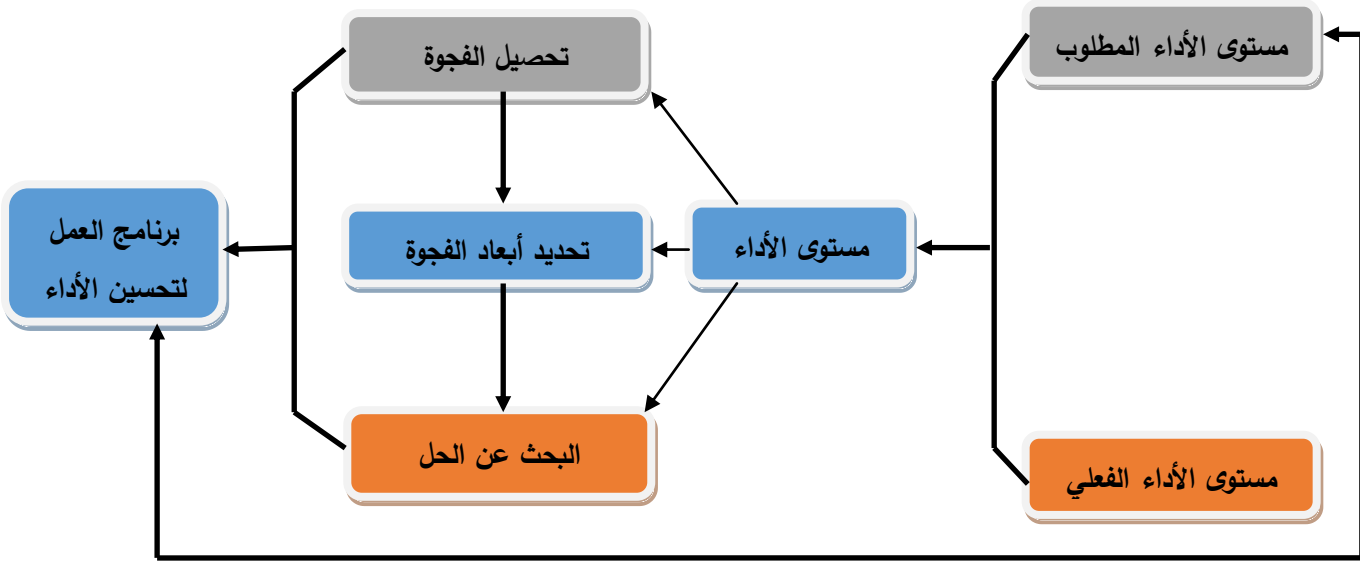 مستوى الأداء المطلوب
تحصيل الفجوة
مستوى الأداء
تحديد أبعاد الفجوة
برنامج العمل
لتحسين الأداء
مستوى الأداء الفعلي
البحث عن الحل